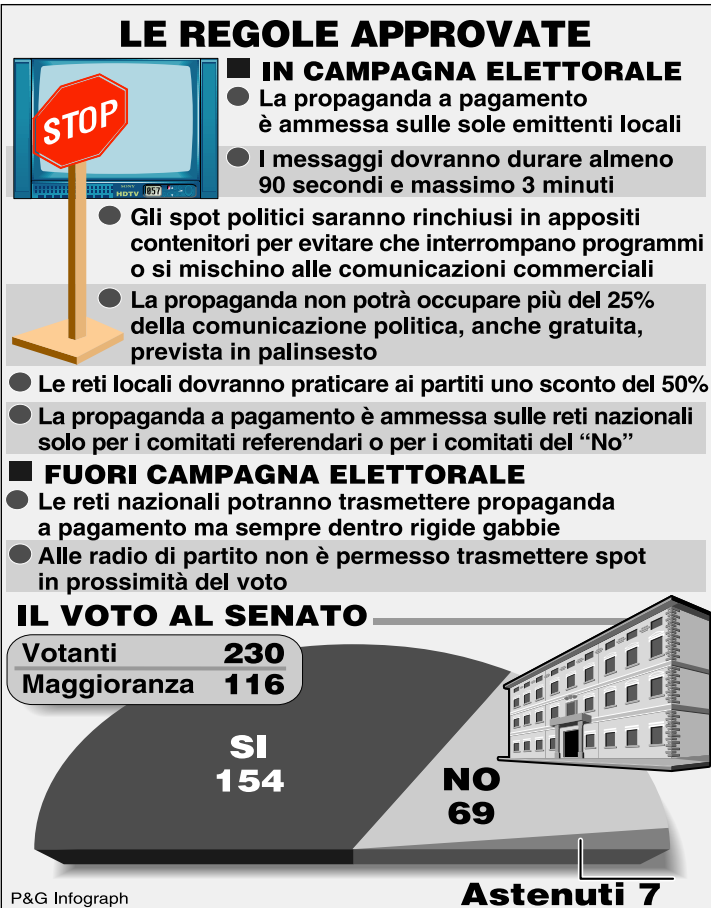 LE REGOLE APPROVATE
IN CAMPAGNA ELETTORALE
La propaganda a pagamento
è ammessa sulle sole emittenti locali
I messaggi dovranno durare almeno
90 secondi e massimo 3 minuti
STOP
SONY
HDTV
057
Gli spot politici saranno rinchiusi in appositi
contenitori per evitare che interrompano programmi
o si mischino alle comunicazioni commerciali
La propaganda non potrà occupare più del 25%
della comunicazione politica, anche gratuita,
prevista in palinsesto
Le reti locali dovranno praticare ai partiti uno sconto del 50%
La propaganda a pagamento è ammessa sulle reti nazionali
solo per i comitati referendari o per i comitati del “No”
FUORI CAMPAGNA ELETTORALE
Le reti nazionali potranno trasmettere propaganda
a pagamento ma sempre dentro rigide gabbie
Alle radio di partito non è permesso trasmettere spot
in prossimità del voto
IL VOTO AL SENATO
Votanti 230
Maggioranza 116
SI
154
NO
69
Astenuti 7
P&G Infograph